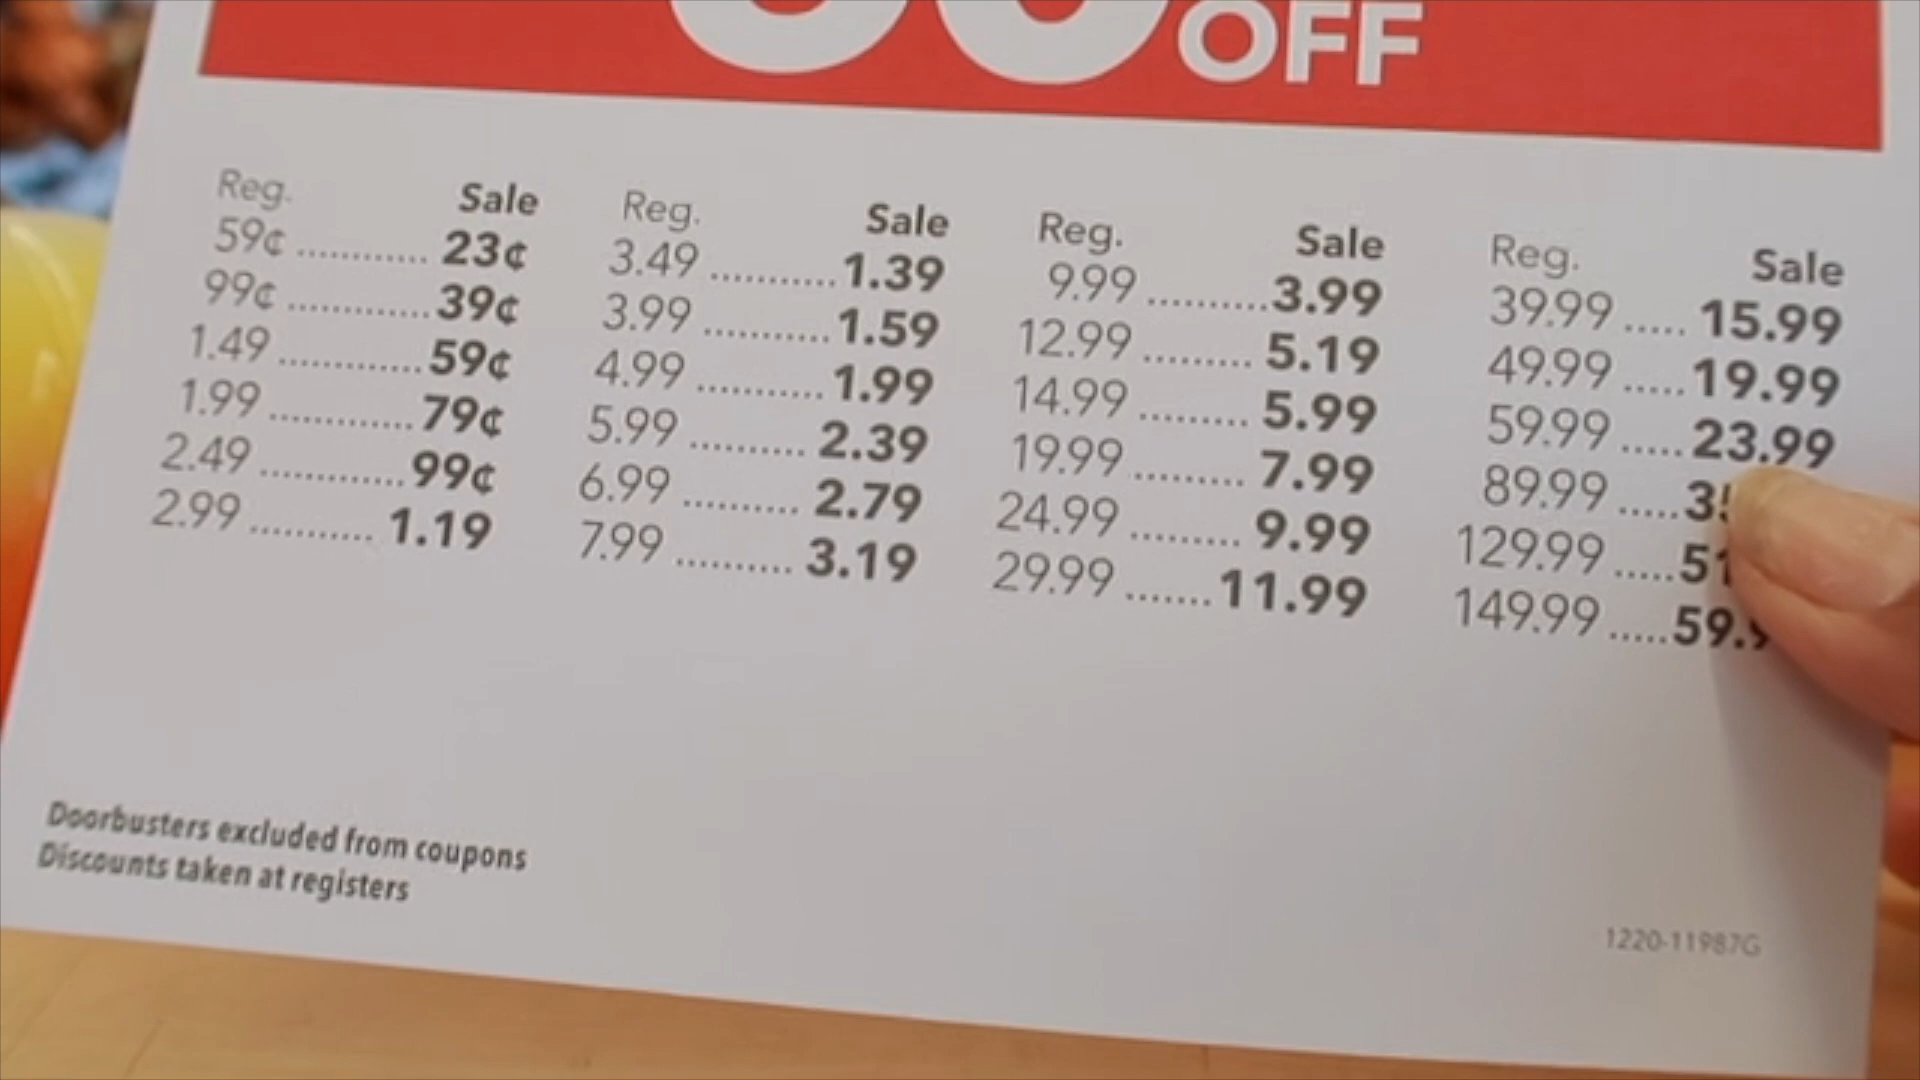 OFF
Reg. Sale Reg. Sale Reg. Sale Reg. Sale
59¢ ............ 23¢ 3.49 ........... 1.39 9.99 .......... 3.99 39.99 ..... 15.99
99¢ ............. 39¢ 3.99 ........... 1.59 12.99 ......... 5.19 49.99 ..... 19.99
1.49 ............. 59¢ 4.99 ........... 1.99 14.99 ......... 5.99 59.99 ..... 23.99
1.99 ............. 79¢ 5.99 .......... 2.39 19.99 ......... 7.99 89.99 .....
2.49 ............. 99¢ 6.99 .......... 2.79 24.99 ......... 9.99 129.99 .....
2.99 ........... 1.19 7.99 .......... 3.19 29.99 ....... 11.99 149.99 .....
Doorbusters excluded from coupons
Discounts taken at registers
1220-11987G